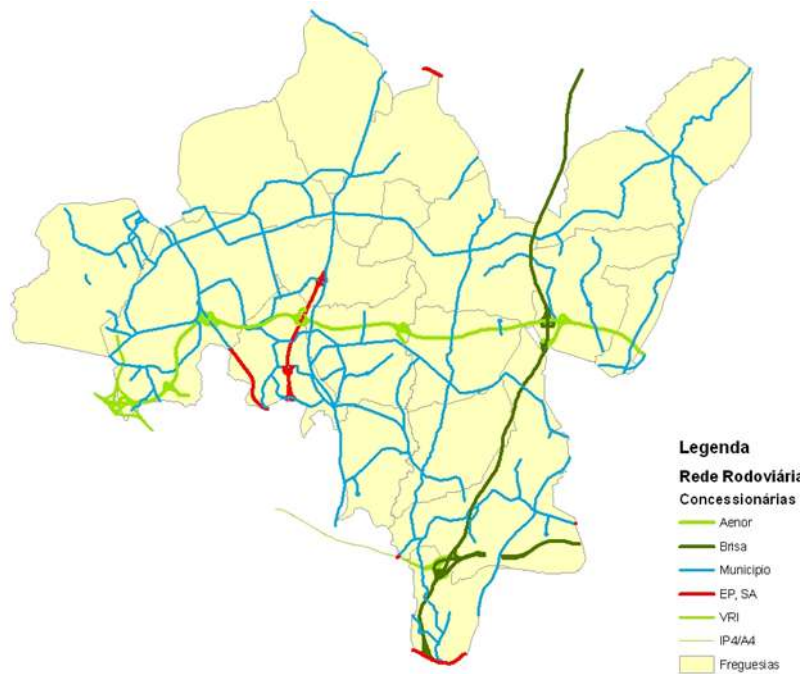 Legenda
Rede Rodoviária
Concessionárias
Aenor
Brisa
Municipio
EP, SA
VRI
IP4/A4
Freguesias